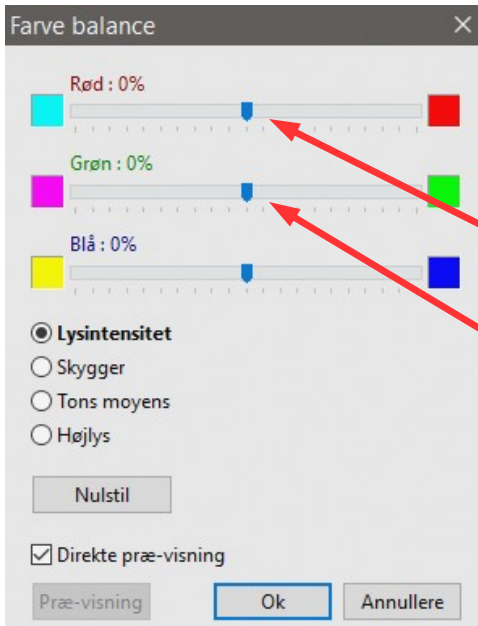 Farve balance
Rød : 0%
Grøn : 0%
Blå : 0%
Lysintensitet
Skygger
Tons moyens
Højlys
Nulstil
Direkte præ-visning
Præ-visning Ok Annullere